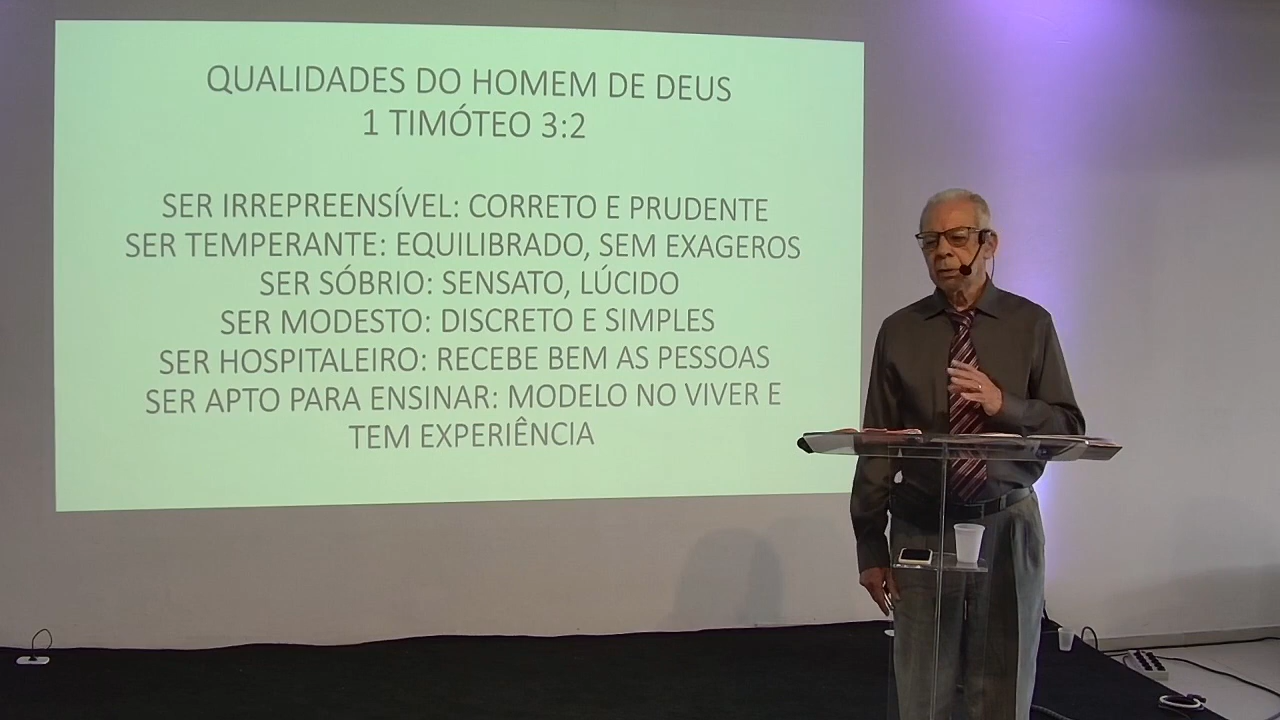 QUALIDADES DO HOMEM DE DEUS
1 TIMÓTEO 3:2
SER IRREPREENSÍVEL: CORRETO E PRUDENTE
SER TEMPERANTE: EQUILIBRADO, SEM EXAGEROS
SER SÓBRIO: SENSATO, LÚCIDO
SER MODESTO: DISCRETO E SIMPLES
SER HOSPITALEIRO: RECEBE BEM AS PESSOAS
SER APTO PARA ENSINAR: MODELO NO VIVER E
TEM EXPERIÊNCIA